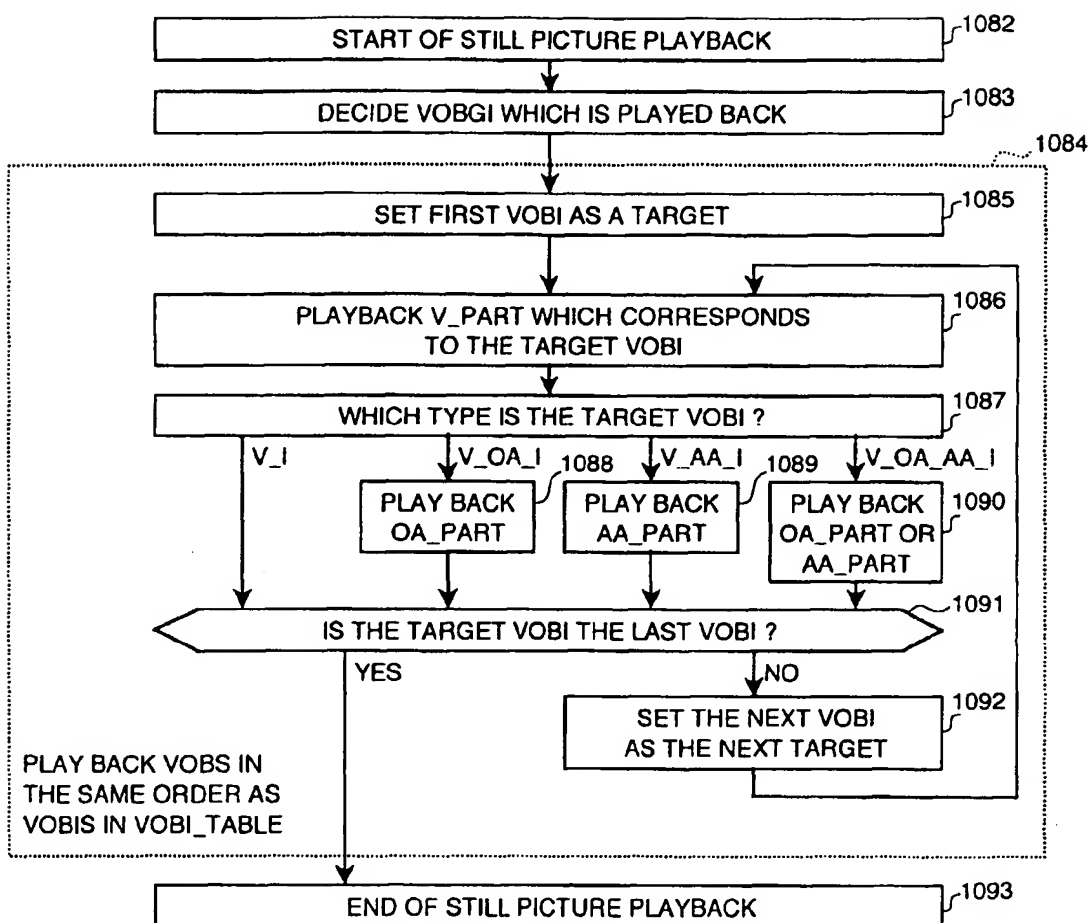 START OF STILL PICTURE PLAYBACK
1082
DECIDE VOBGI WHICH IS PLAYED BACK
1083
1084
SET FIRST VOBI AS A TARGET
1085
PLAYBACK V_PART WHICH CORRESPONDS
TO THE TARGET VOBI
1086
WHICH TYPE IS THE TARGET VOBI ?
1087
V_I
V_OA_I
1088
V_AA_I
1089
V_OA_AA_I
PLAY BACK
OA_PART
PLAY BACK
AA_PART
PLAY BACK
OA_PART OR
AA_PART
1090
IS THE TARGET VOBI THE LAST VOBI ?
1091
YES
NO
SET THE NEXT VOBI
AS THE NEXT TARGET
1092
PLAY BACK VOBS IN
THE SAME ORDER AS
VOBIS IN VOBI_TABLE
END OF STILL PICTURE PLAYBACK
1093